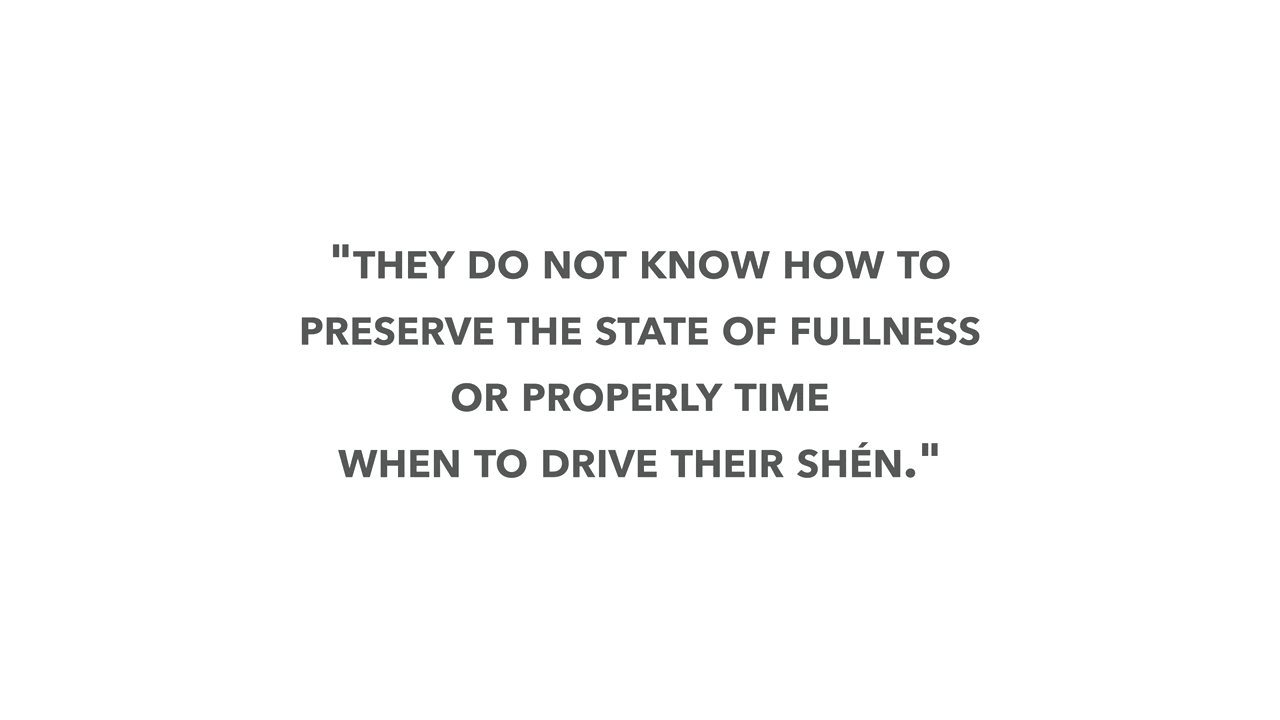 "THEY DO NOT KNOW HOW TO
PRESERVE THE STATE OF FULLNESS
OR PROPERLY TIME
WHEN TO DRIVE THEIR SHÉN."